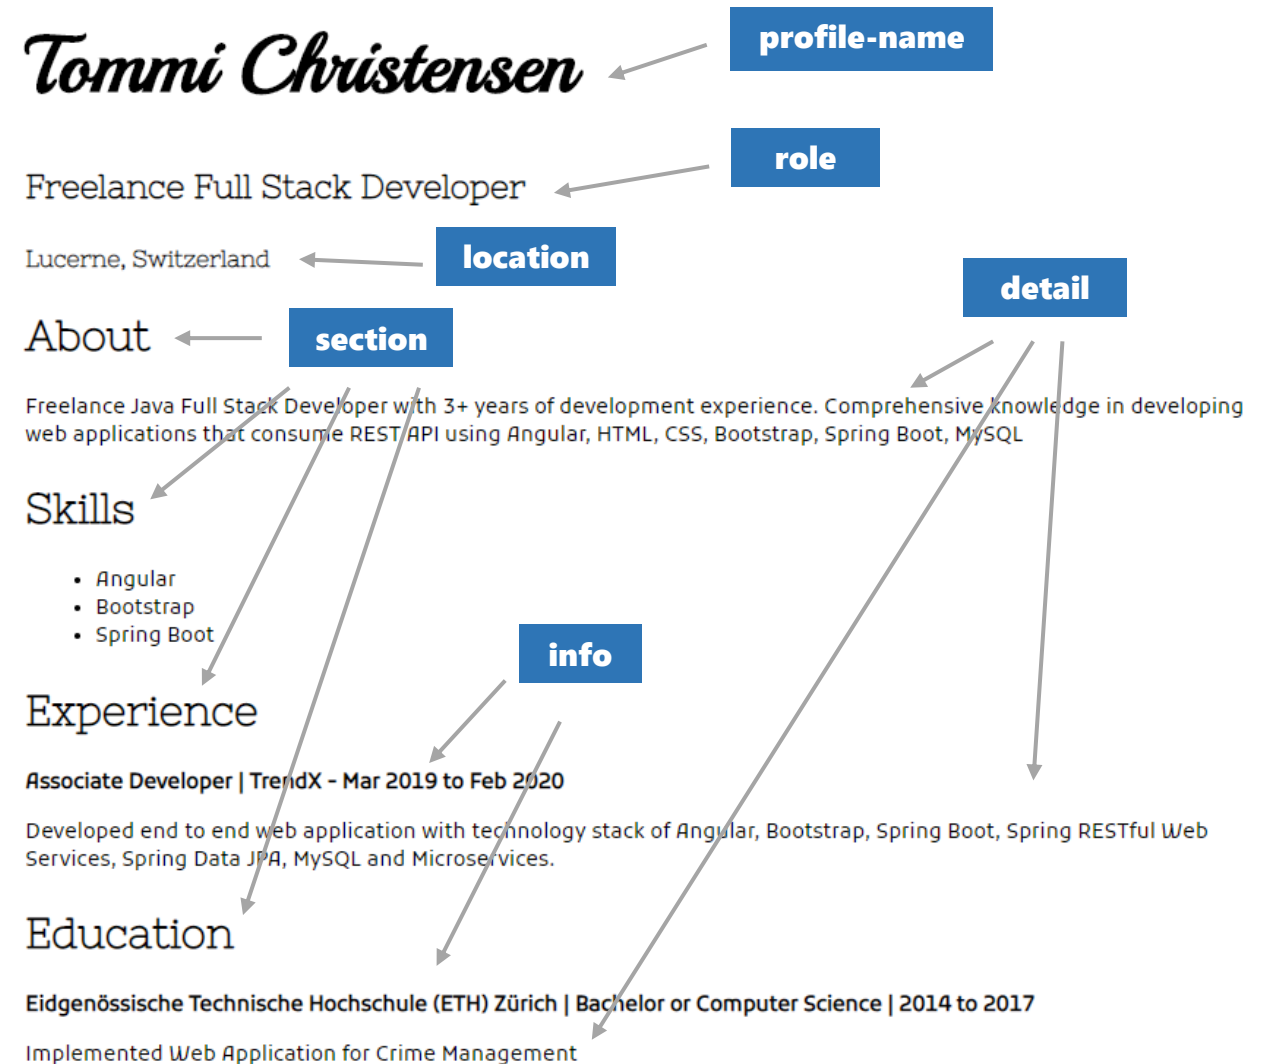 Tommi Christensen
profile-name
role
Freelance Full Stack Developer
location
Lucerne, Switzerland
detail
About
section
Freelance Java Full Stack Developer with 3+ years of development experience. Comprehensive knowledge in developing
web applications that consume REST API using Angular, HTML, CSS, Bootstrap, Spring Boot, MySQL
Skills
• Angular
• Bootstrap
• Spring Boot
info
Experience
Associate Developer | TrendX - Mar 2019 to Feb 2020
Developed end to end web application with technology stack of Angular, Bootstrap, Spring Boot, Spring RESTful Web
Services, Spring Data JPA, MySQL and Microservices.
Education
Eidgenössische Technische Hochschule (ETH) Zürich | Bachelor or Computer Science | 2014 to 2017
Implemented Web Application for Crime Management